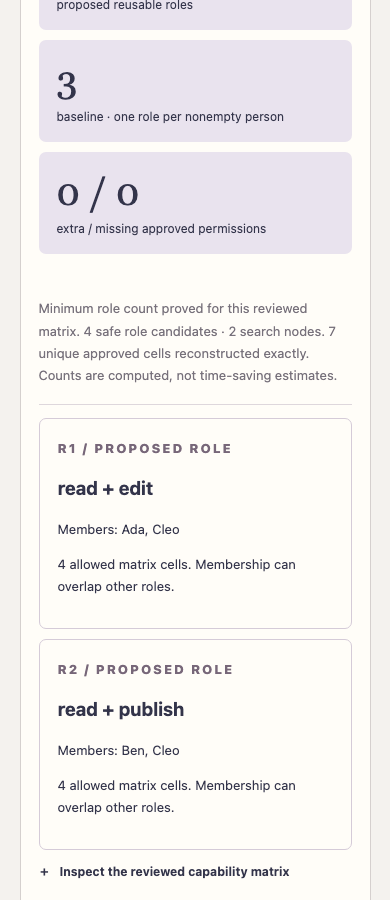 proposed reusable roles
3
baseline · one role per nonempty person
0 / 0
extra / missing approved permissions
Minimum role count proved for this reviewed
matrix. 4 safe role candidates · 2 search nodes. 7
unique approved cells reconstructed exactly.
Counts are computed, not time-saving estimates.
R1 / PROPOSED ROLE
read + edit
Members: Ada, Cleo
4 allowed matrix cells. Membership can
overlap other roles.
R2 / PROPOSED ROLE
read + publish
Members: Ben, Cleo
4 allowed matrix cells. Membership can
overlap other roles.
+ Inspect the reviewed capability matrix